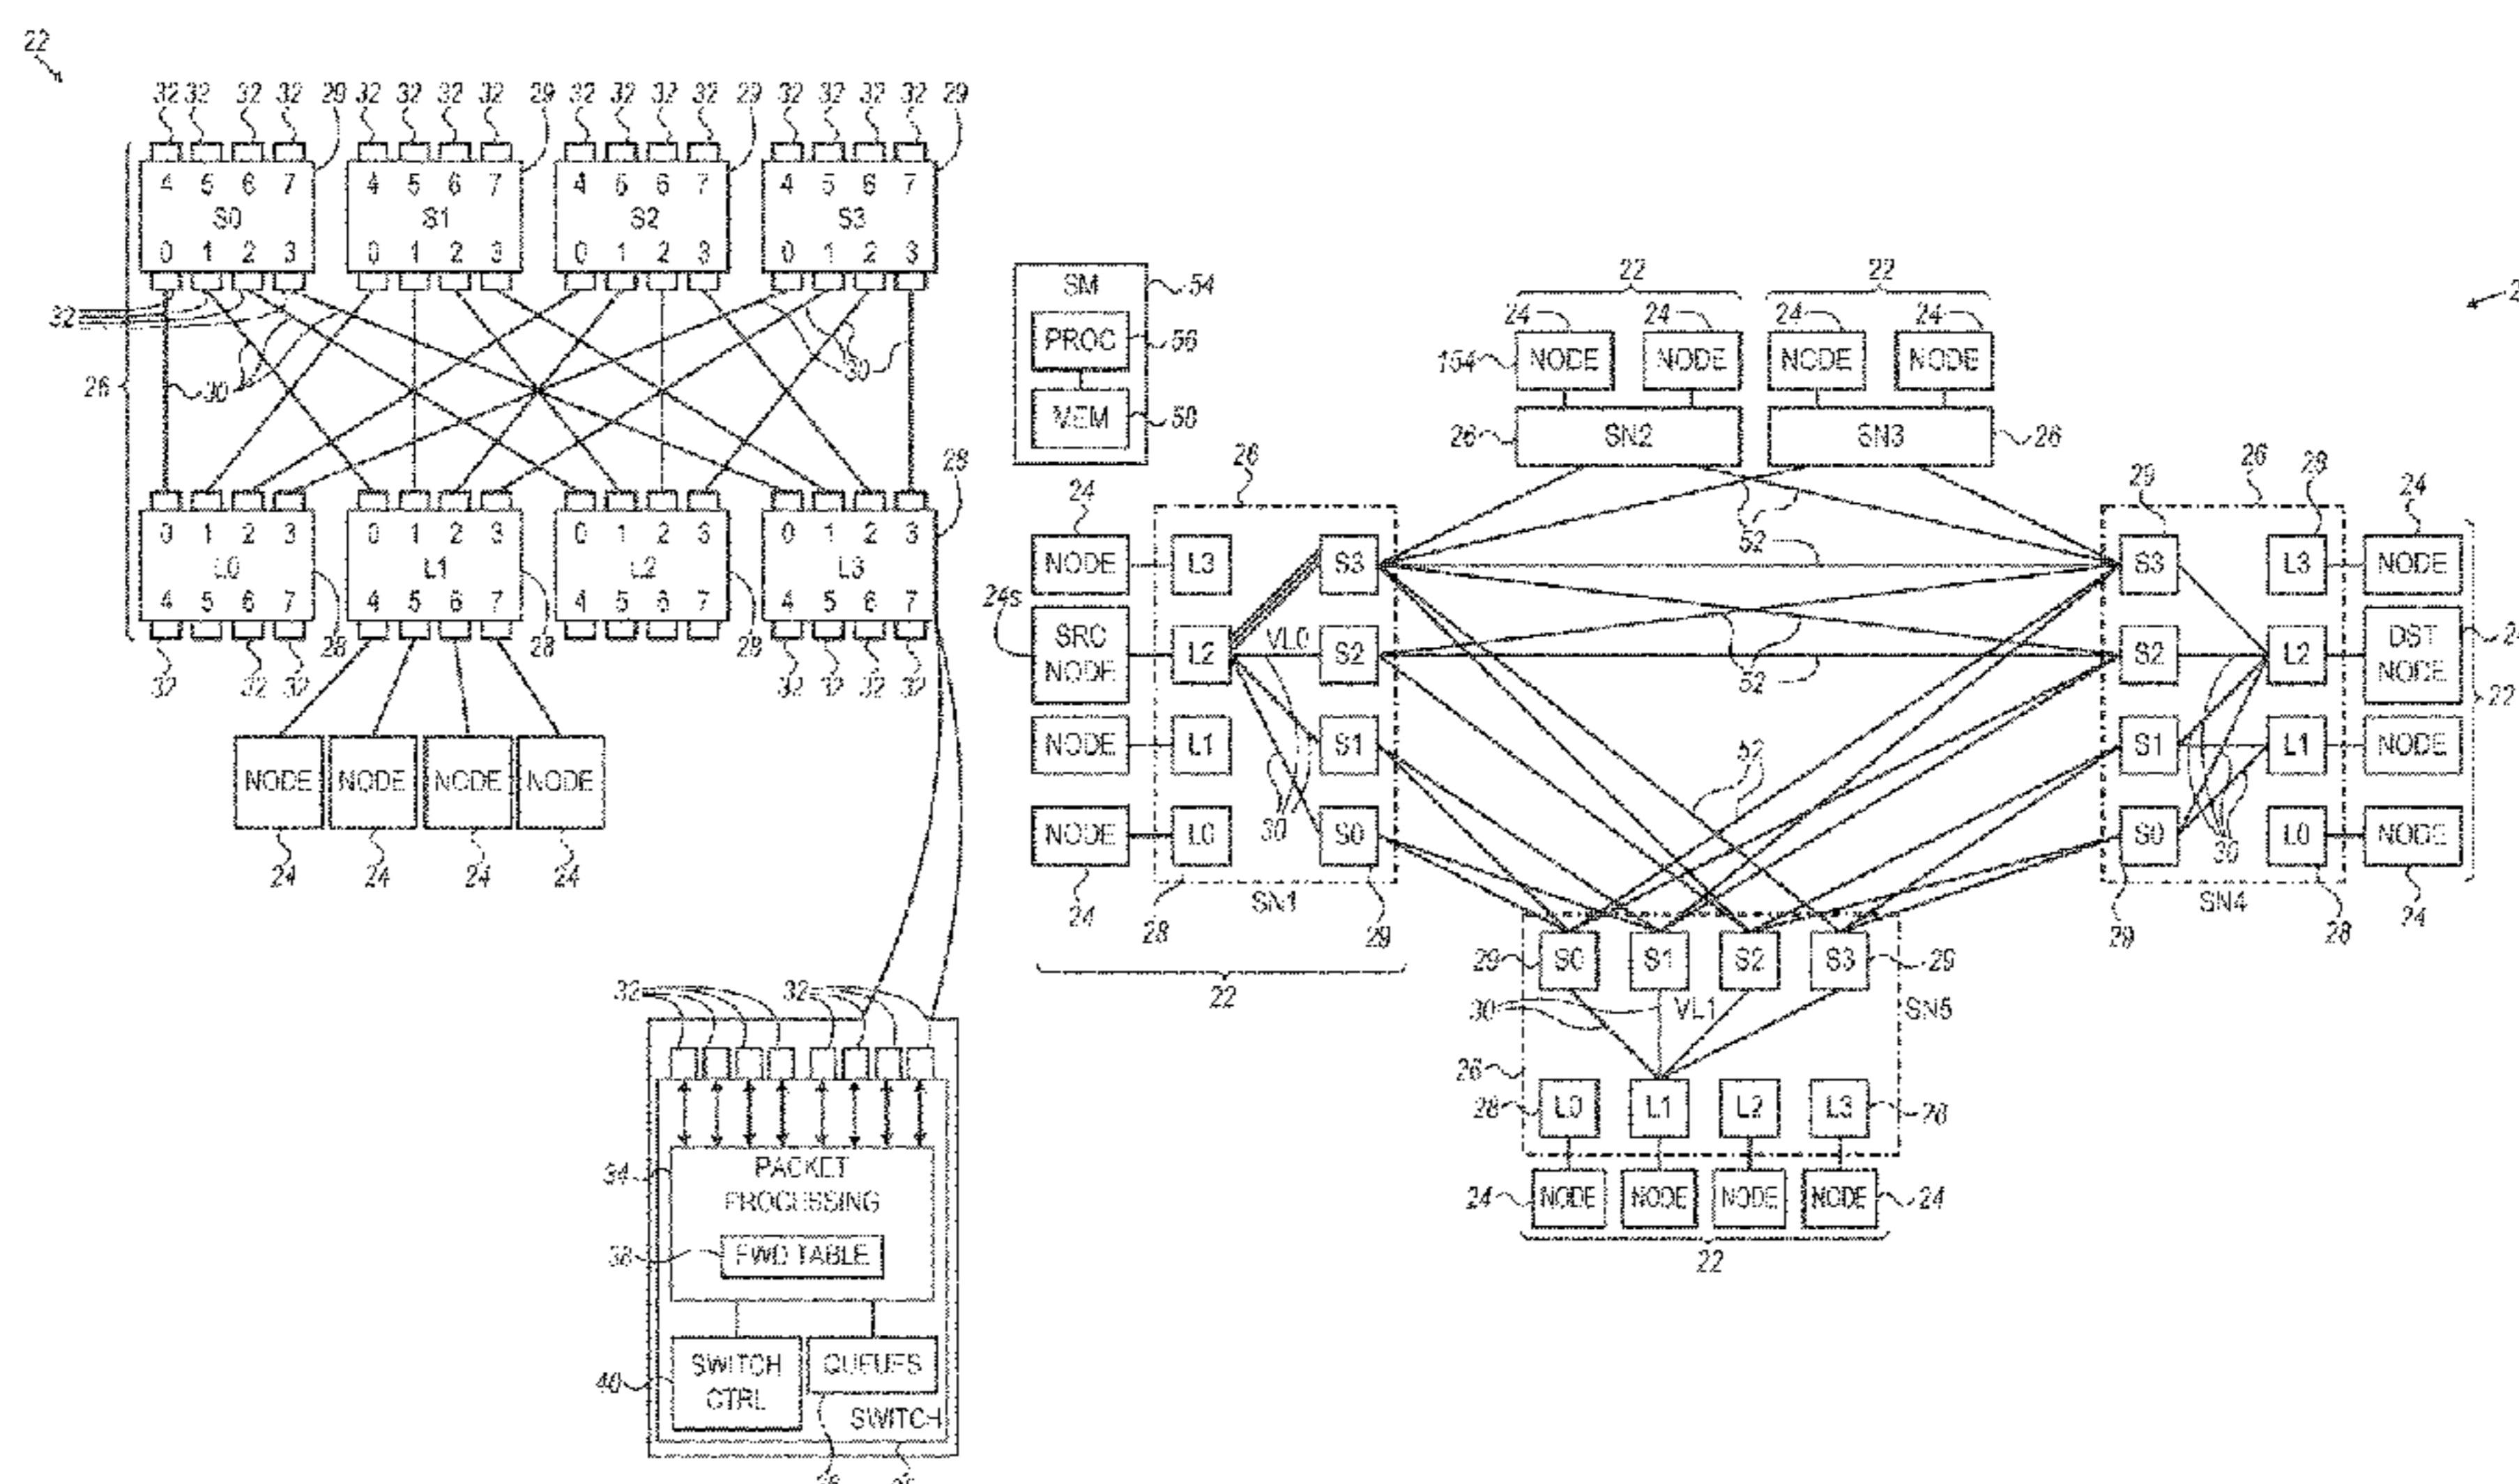 22
32 32 32 32 29 32 32 32 32 29 32 32 32 32 29 32 32 32 32 29
4 5 6 7 4 5 6 7 4 5 6 7 4 5 6 7
S0 S1 S2 S3
0 1 2 3 0 1 2 3 0 1 2 3 0 1 2 3
32
26 30 30 30
28
0 1 2 3 0 1 2 3 0 1 2 3 0 1 2 3
L0 L1 L2 L3
4 5 6 7 4 5 6 7 4 5 6 7 4 5 6 7
28 28 29
32 32 32 32 32 32 32
NODE NODE NODE NODE
24 24 24 24
32 32
34
PACKET
PROCESSING
FWD TABLE
SWITCH
CTRL
QUEUES
40
SWITCH
SM 54
PROC 56
MEM
22 22
24 24 24 24
NODE NODE NODE NODE
26 SN2 SN3 26
52
24 26
NODE L3 S3
24s SRC
NODE
L2 VL0 S2
52
NODE L1 S1
30
NODE L0 S0
24 28 SN1 29
22
52
29 26 28 24
S3 L3 NODE
S2 L2 DST
NODE
22
S1 L1 NODE
30
S0 L0 NODE
29 SN4 28 24
29 S0 S1 S2 S3 29
30 VL1 SN5
26
28 L0 L1 L2 L3 28
24 NODE NODE NODE NODE 24
22